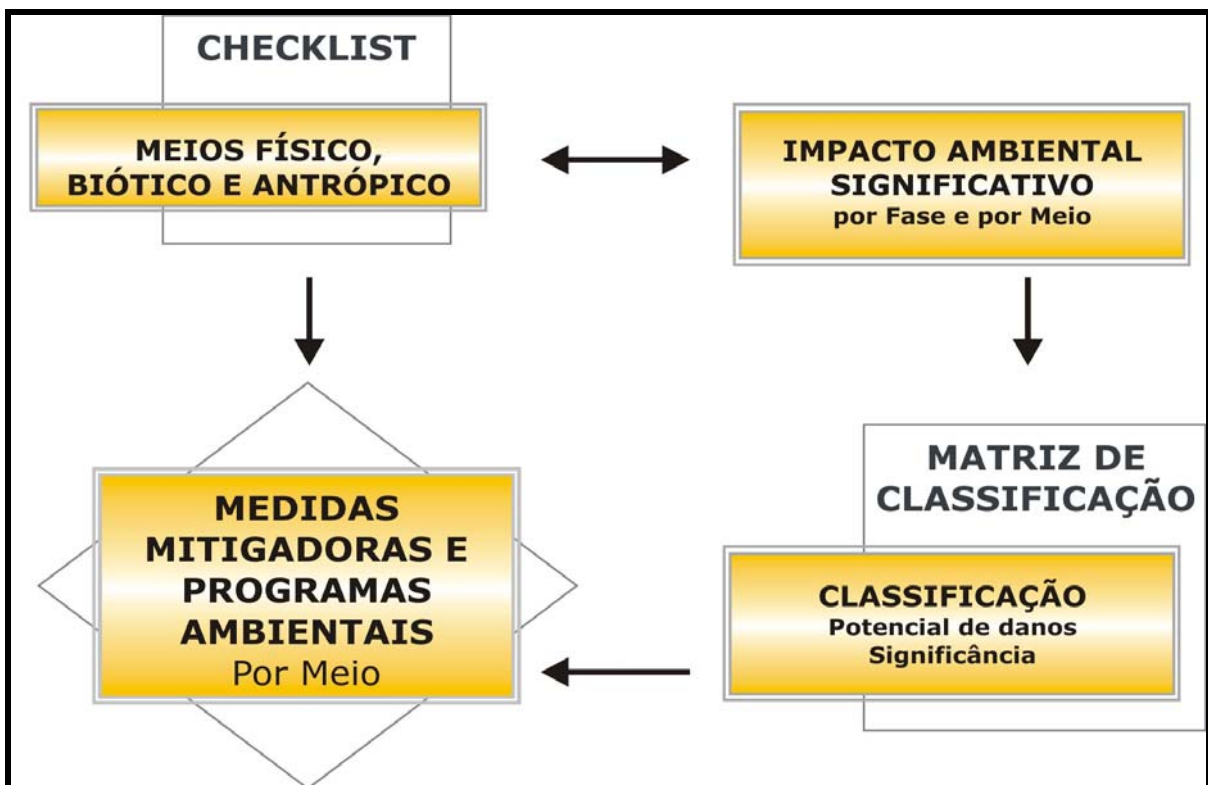 CHECKLIST
MEIOS FÍSICO,
BIÓTICO E ANTRÓPICO
IMPACTO AMBIENTAL
SIGNIFICATIVO
por Fase e por Meio
MATRIZ DE
CLASSIFICAÇÃO
CLASSIFICAÇÃO
Potencial de danos
Significância
MEDIDAS
MITIGADORAS E
PROGRAMAS
AMBIENTAIS
Por Meio